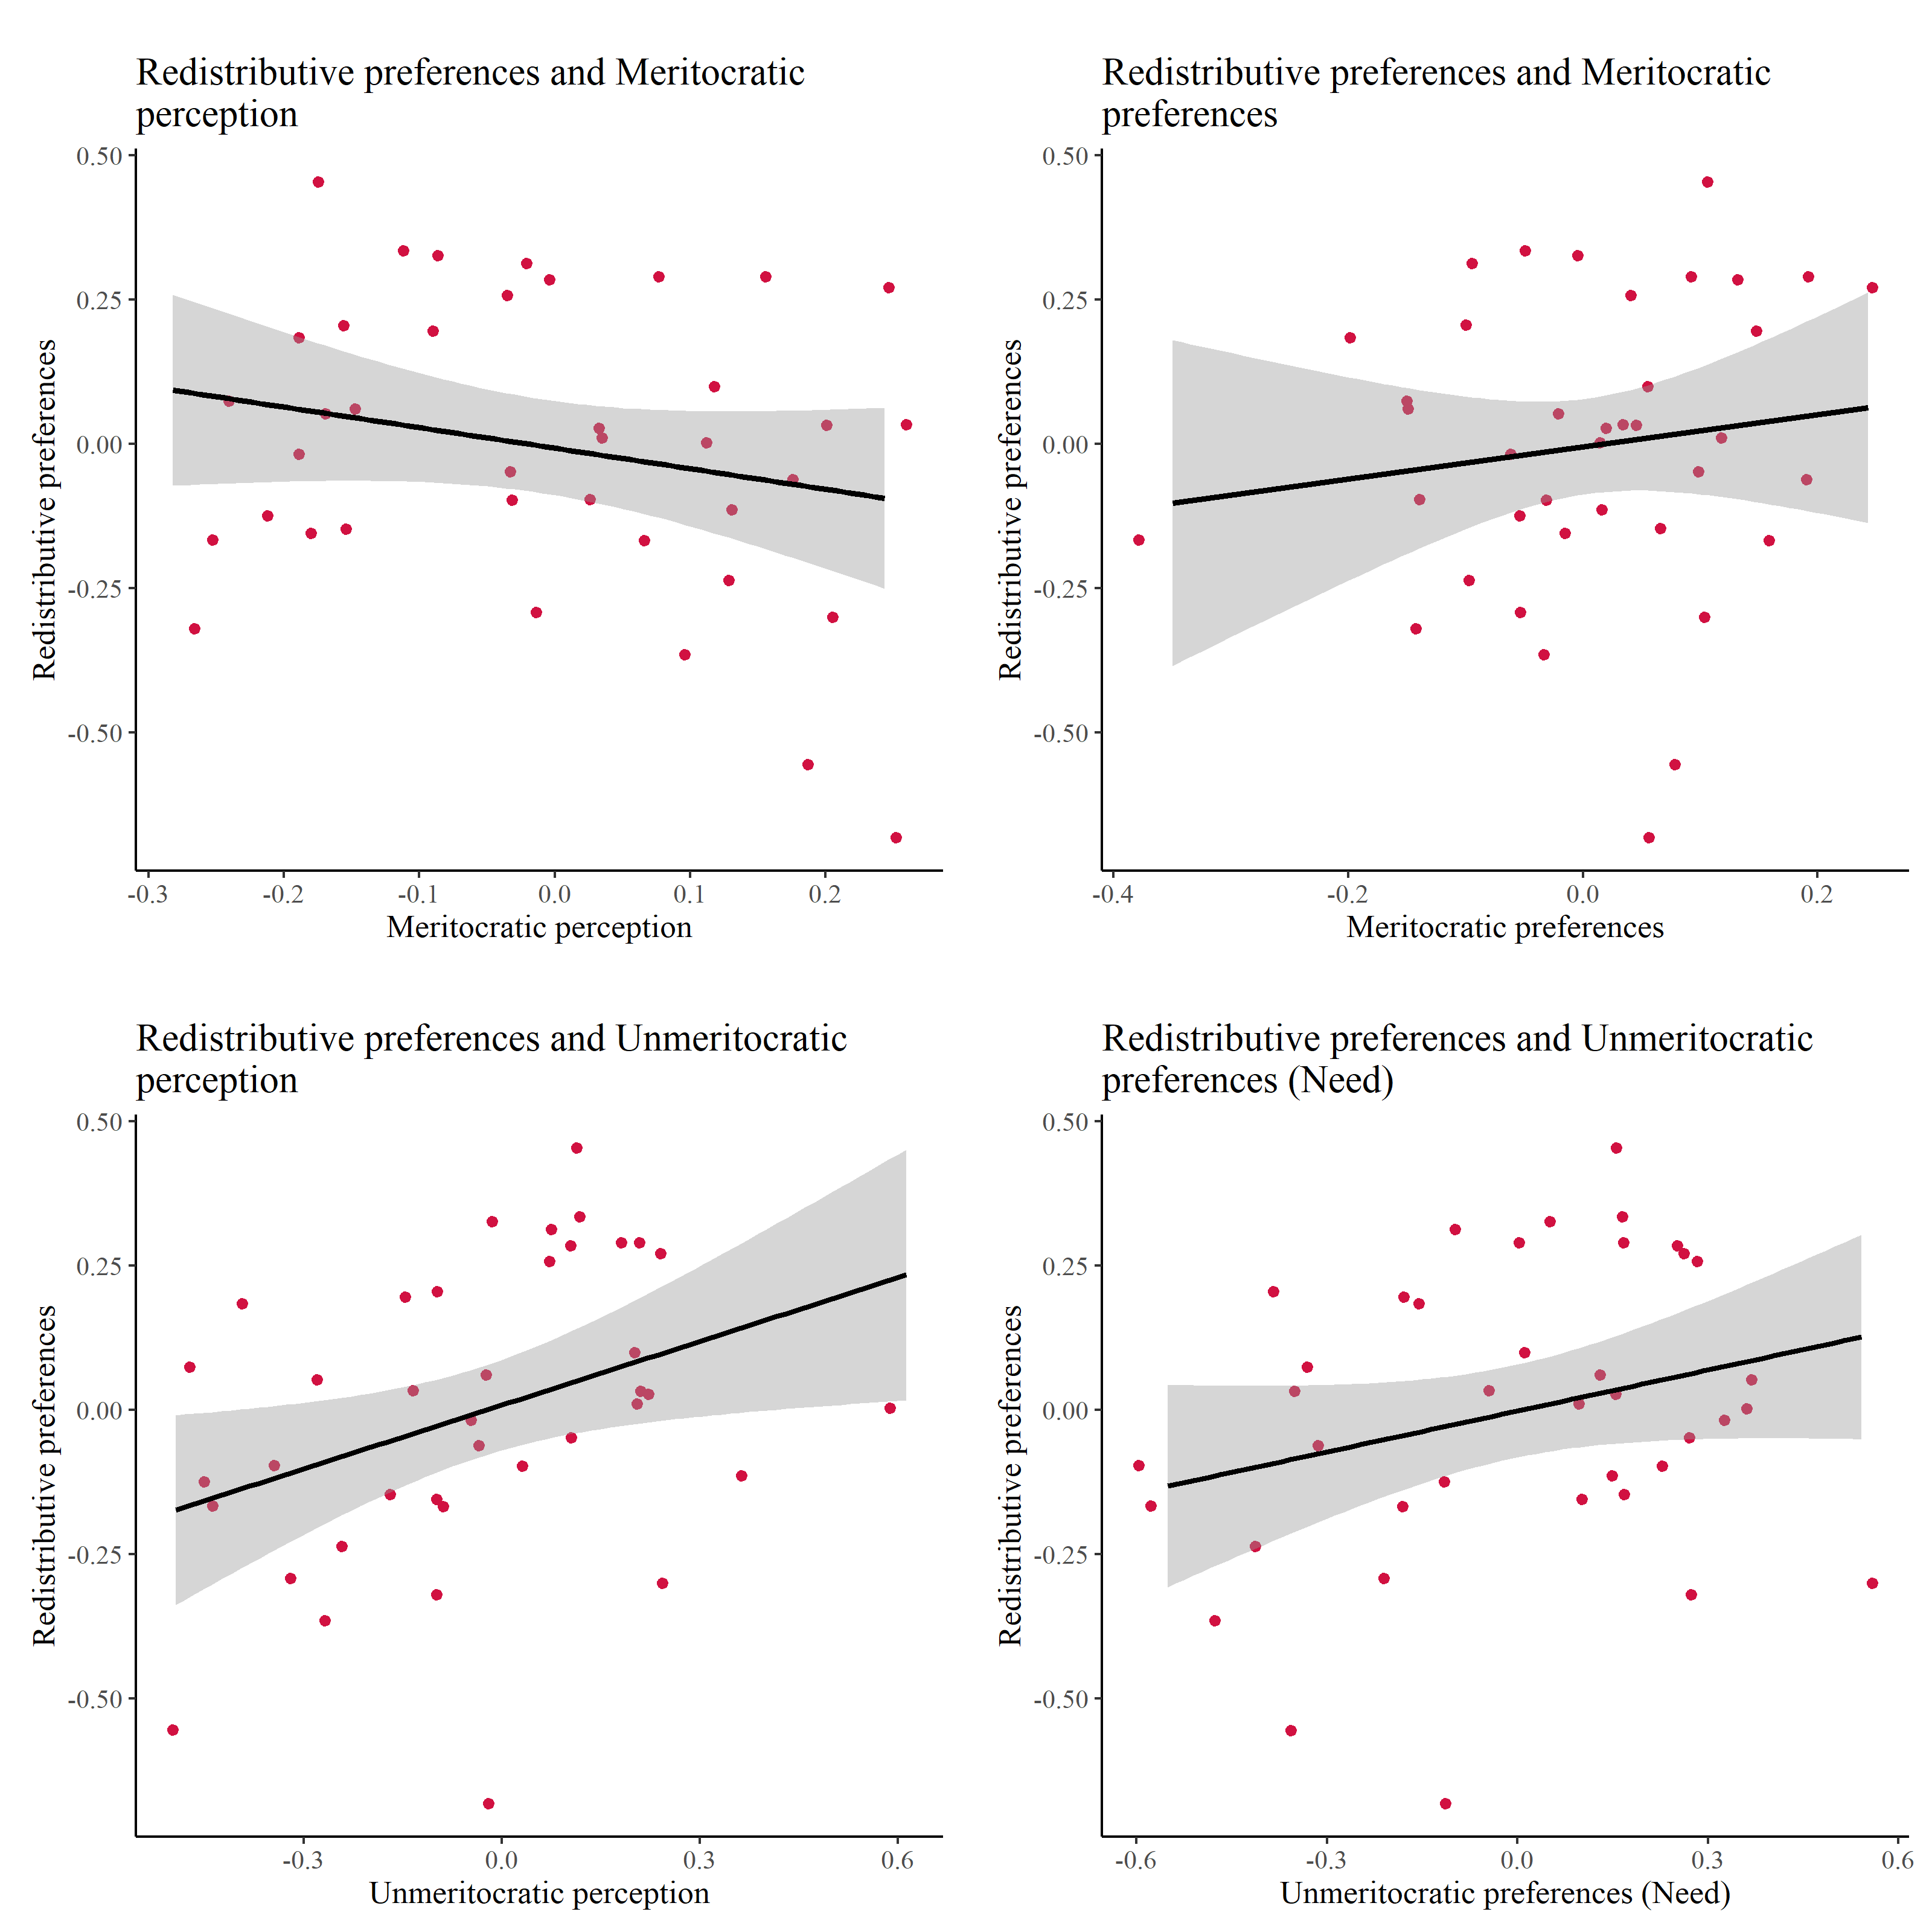 Redistributive preferences and Meritocratic
perception
Redistributive preferences
0.50
0.25
0.00
-0.25
-0.50
-0.3 -0.2 -0.1 0.0 0.1 0.2
Meritocratic perception
Redistributive preferences and Meritocratic
preferences
Redistributive preferences
0.50
0.25
0.00
-0.25
-0.50
-0.4 -0.2 0.0 0.2
Meritocratic preferences
Redistributive preferences and Unmeritocratic
perception
Redistributive preferences
0.50
0.25
0.00
-0.25
-0.50
-0.3 0.0 0.3 0.6
Unmeritocratic perception
Redistributive preferences and Unmeritocratic
preferences (Need)
Redistributive preferences
0.50
0.25
0.00
-0.25
-0.50
-0.6 -0.3 0.0 0.3 0.6
Unmeritocratic preferences (Need)